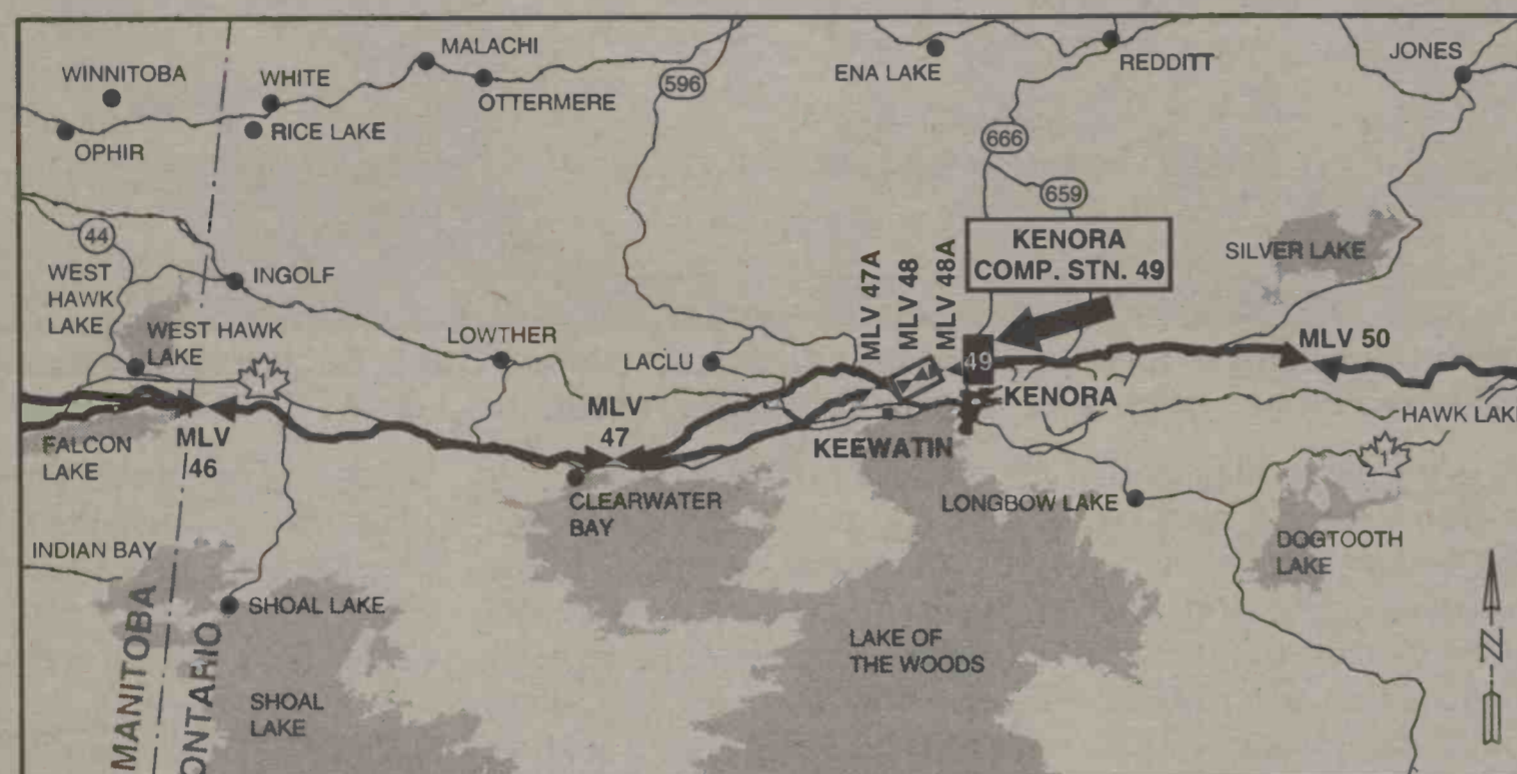 MALACHI
WINNITOBA
WHITE
OTTERMERE
OPHIR
RICE LAKE
596
ENA LAKE
REDDITT
JONES
666
659
KENORA
COMP. STN. 49
SILVER LAKE
44
WEST
HAWK
LAKE
INGOLF
WEST HAWK
LAKE
LOWTHER
LACLU
MLV 47A
MLV 48
MLV 48A
49
MLV 50
1
MLV
47
KENORA
HAWK LAK
FALCON
LAKE
MLV
46
KEEWATIN
1
CLEARWATER
BAY
LONGBOW LAKE
INDIAN BAY
DOGTOOTH
LAKE
SHOAL LAKE
MANITOBA
ONTARIO
LAKE OF
THE WOODS
SHOAL
LAKE
N